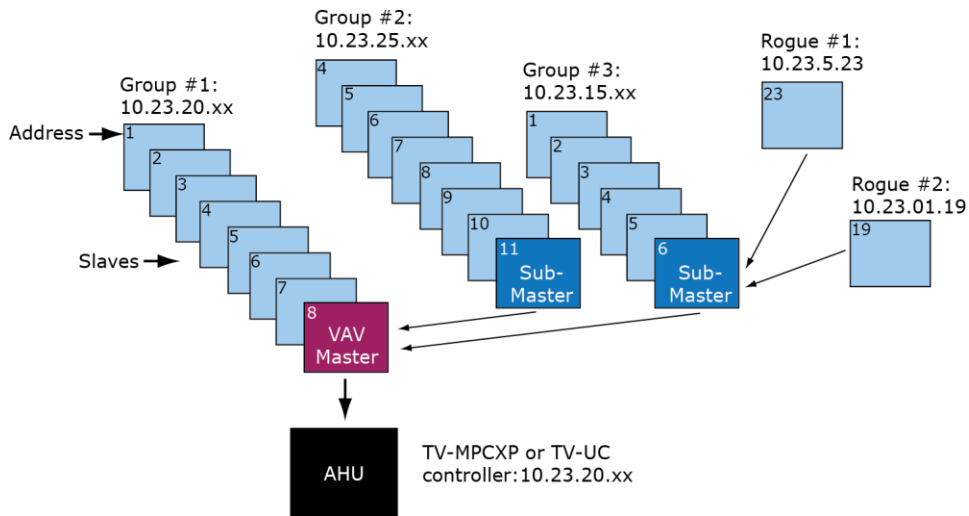 Group #2:
10.23.25.xx
Rogue #1:
10.23.5.23
Group #1:
10.23.20.xx
Group #3:
10.23.15.xx
Address
1
2
3
4
5
6
7
8
VAV
Master
4
5
6
7
8
9
10
11
Sub-
Master
1
2
3
4
5
6
Sub-
Master
23
Rogue #2:
10.23.01.19
19
Slaves
AHU
TV-MPCXP or TV-UC
controller:10.23.20.xx